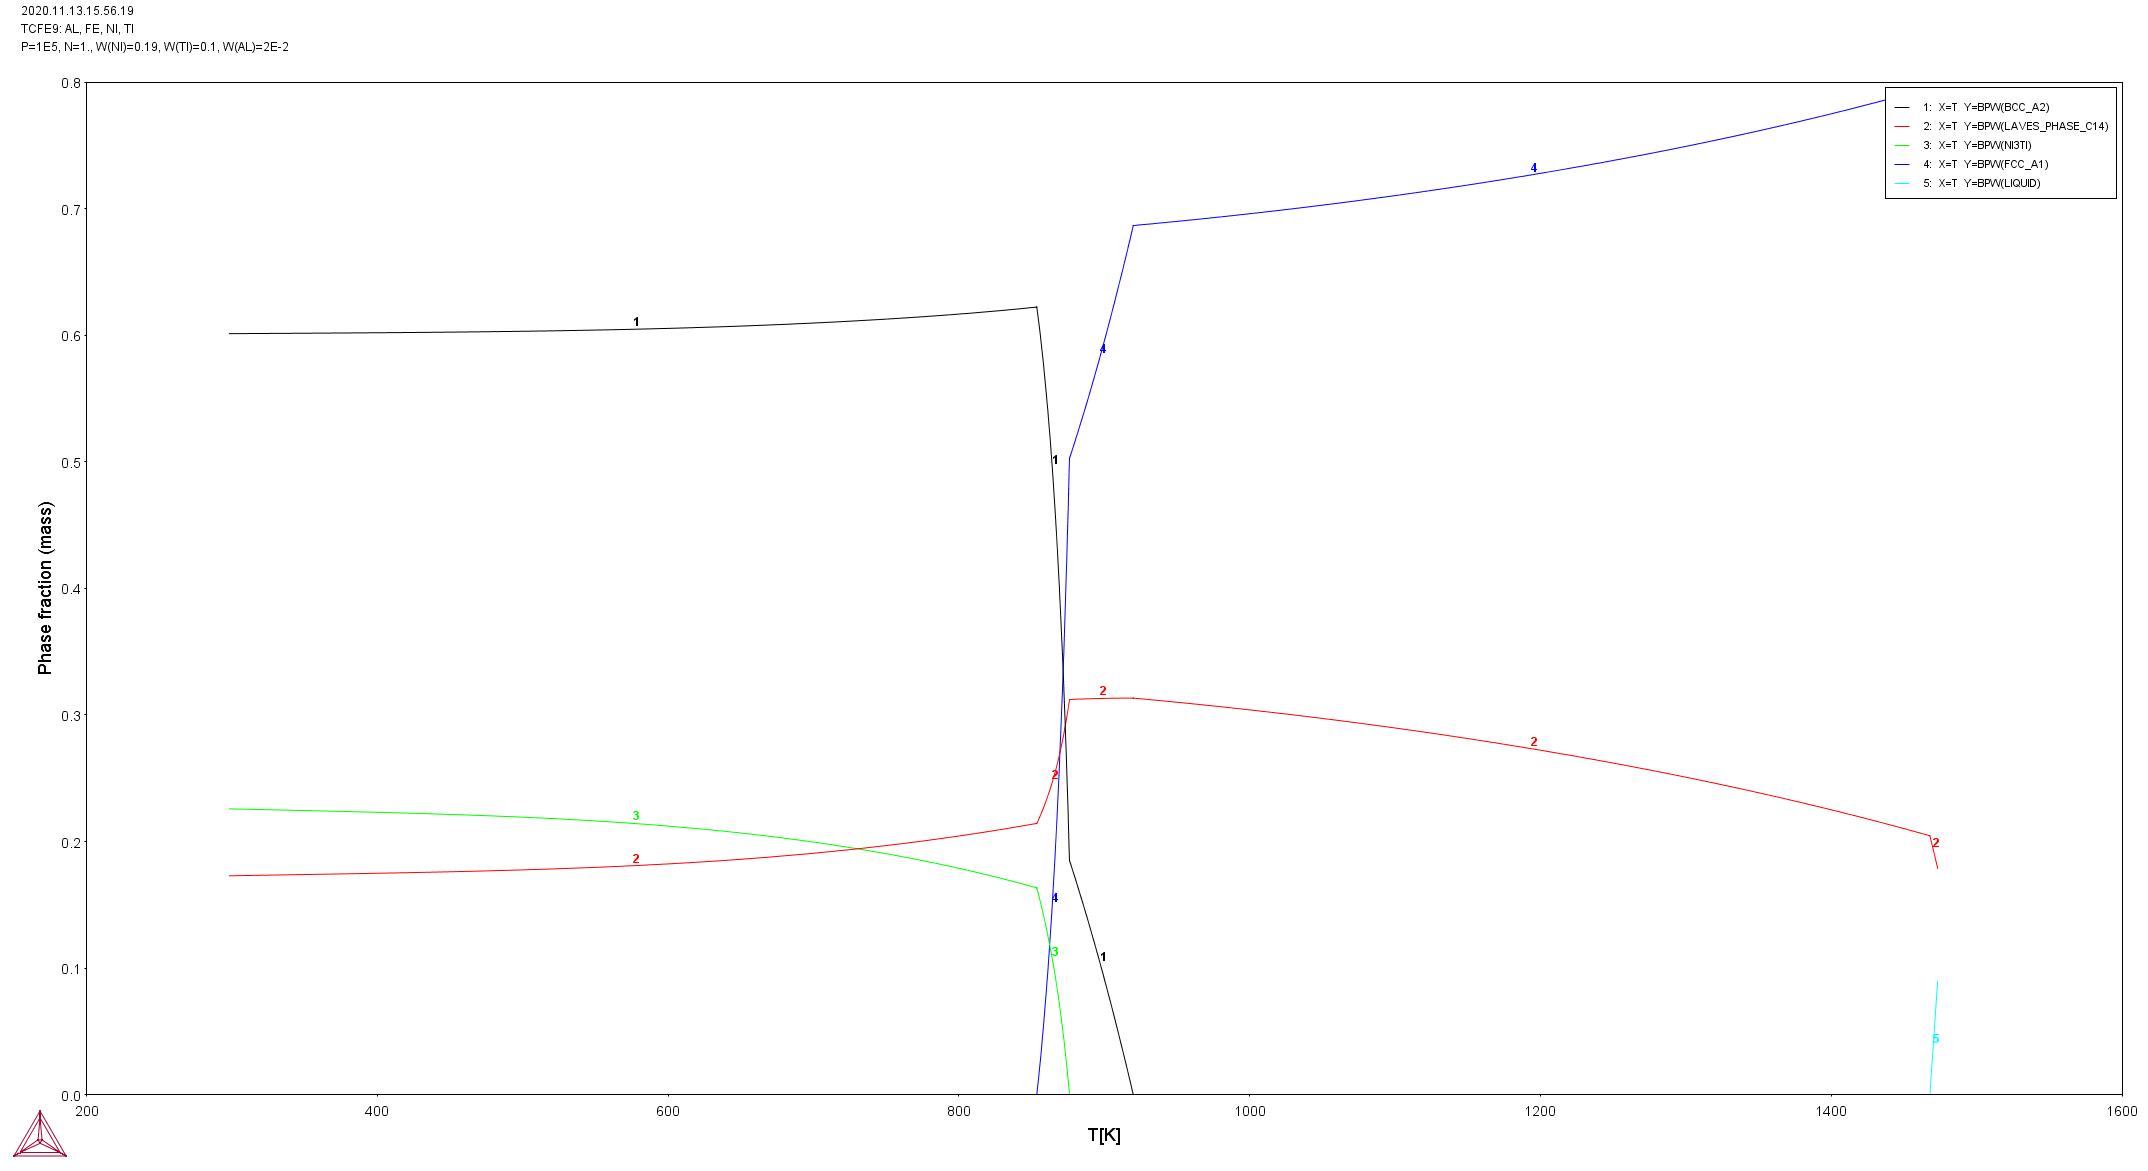 2020.11.13.15.56.19
TCFE9: AL, FE, NI, TI
P=1E5, N=1., W(NI)=0.19, W(TI)=0.1, W(AL)=2E-2
0.8
1: X=T Y=BPW(BCC_A2)
2: X=T Y=BPW(LAVES_PHASE_C14)
3: X=T Y=BPW(NI3TI)
4: X=T Y=BPW(FCC_A1)
5: X=T Y=BPW(LIQUID)
4
0.7
1
0.6
4
1
0.5
Phase fraction (mass)
0.4
2
0.3
2
2
3
2
0.2
2
4
3
1
0.1
5
0.0
200 400 600 800 1000 1200 1400 1600
T[K]